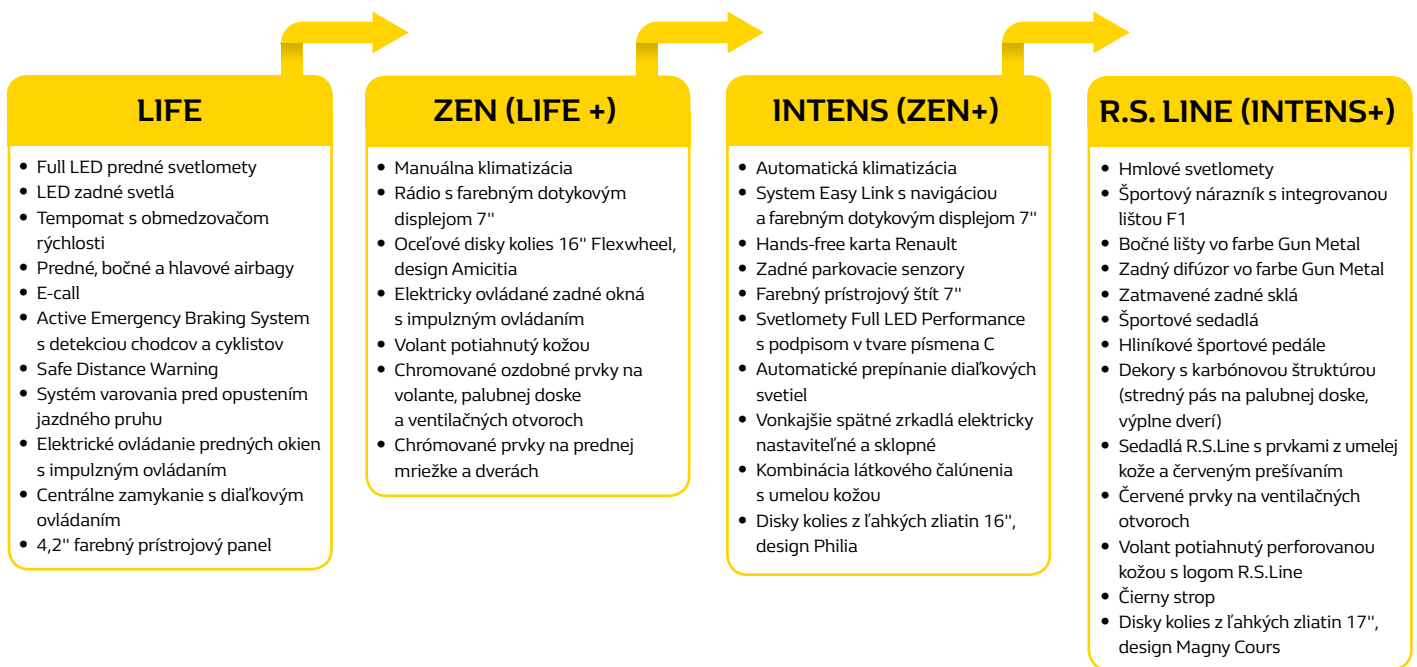 LIFE
• Full LED predné svetlomety
• LED zadné svetlá
• Tempomat s obmedzovačom
rýchlosti
• Predné, bočné a hlavové airbagy
• E-call
• Active Emergency Braking System
s detekciou chodcov a cyklistov
• Safe Distance Warning
• Systém varovania pred opustením
jazdného pruhu
• Elektrické ovládanie predných okien
s impulzným ovládaním
• Centrálne zamykanie s diaľkovým
ovládaním
• 4,2" farebný prístrojový panel
ZEN (LIFE +)
• Manuálna klimatizácia
• Rádio s farebným dotykovým
displejom 7"
• Oceľové disky kolies 16" Flexwheel,
design Amicitia
• Elektricky ovládané zadné okná
s impulzným ovládaním
• Volant potiahnutý kožou
• Chromované ozdobné prvky na
volante, palubnej doske
a ventilačných otvoroch
• Chrómované prvky na prednej
mriežke a dverách
INTENS (ZEN+)
• Automatická klimatizácia
• System Easy Link s navigáciou
a farebným dotykovým displejom 7"
• Hands-free karta Renault
• Zadné parkovacie senzory
• Farebný prístrojový štít 7"
• Svetlomety Full LED Performance
s podpisom v tvare písmena C
• Automatické prepínanie diaľkových
svetiel
• Vonkajšie spätné zrkadlá elektricky
nastaviteľné a sklopné
• Kombinácia látkového čalúnenia
s umelou kožou
• Disky kolies z ľahkých zliatin 16",
design Philia
R.S. LINE (INTENS+)
• Hmlové svetlomety
• Športový nárazník s integrovanou
lištou F1
• Bočné lišty vo farbe Gun Metal
• Zadný difúzor vo farbe Gun Metal
• Zatmavené zadné sklá
• Športové sedadlá
• Hliníkové športové pedále
• Dekory s karbónovou štruktúrou
(stredný pás na palubnej doske,
výplne dverí)
• Sedadlá R.S.Line s prvkami z umelej
kože a červeným prešívaním
• Červené prvky na ventilačných
otvoroch
• Volant potiahnutý perforovanou
kožou s logom R.S.Line
• Čierny strop
• Disky kolies z ľahkých zliatin 17",
design Magny Cours